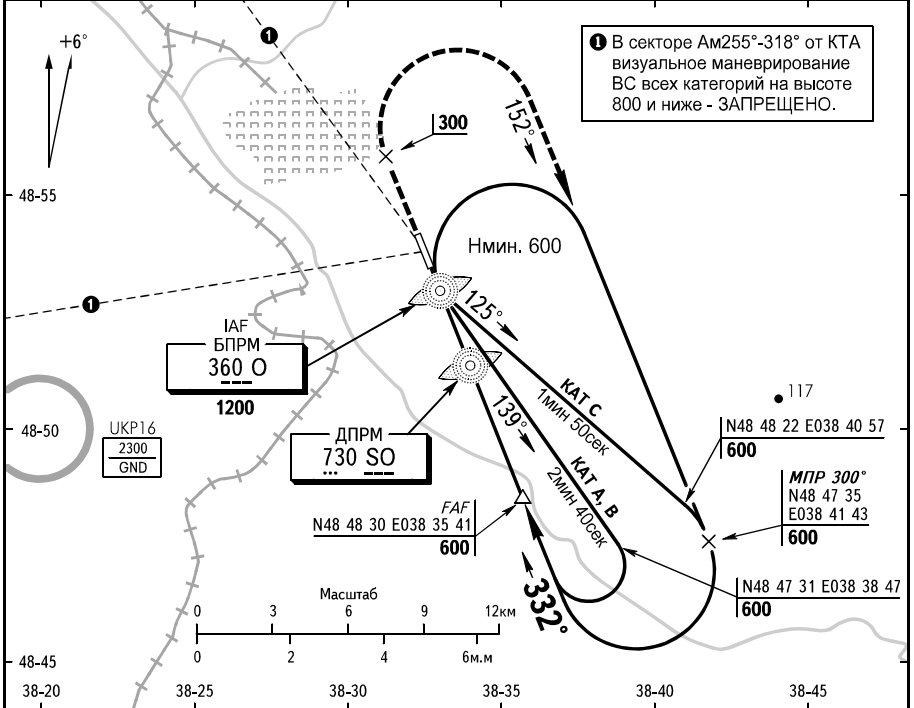 +6°
1
1 В секторе Ам255°-318° от КТА
визуальное маневрирование
ВС всех категорий на высоте
800 и ниже - ЗАПРЕЩЕНО.
300
152°
48-55
Нмин. 600
1
125°
IAF
БПРМ
360 O
1200
КАТ С
1мин 50сек
117
UKP16
2300
GND
48-50
ДПРМ
730 SO
139°
КАТ А, В
2мин 40сек
N48 48 22 E038 40 57
600
МПР 300°
N48 47 35
E038 41 43
600
FAF
N48 48 30 E038 35 41
600
N48 47 31 E038 38 47
600
332°
Масштаб
0 3 6 9 12км
0 2 4 6м.м
48-45
38-20 38-25 38-30 38-35 38-40 38-45